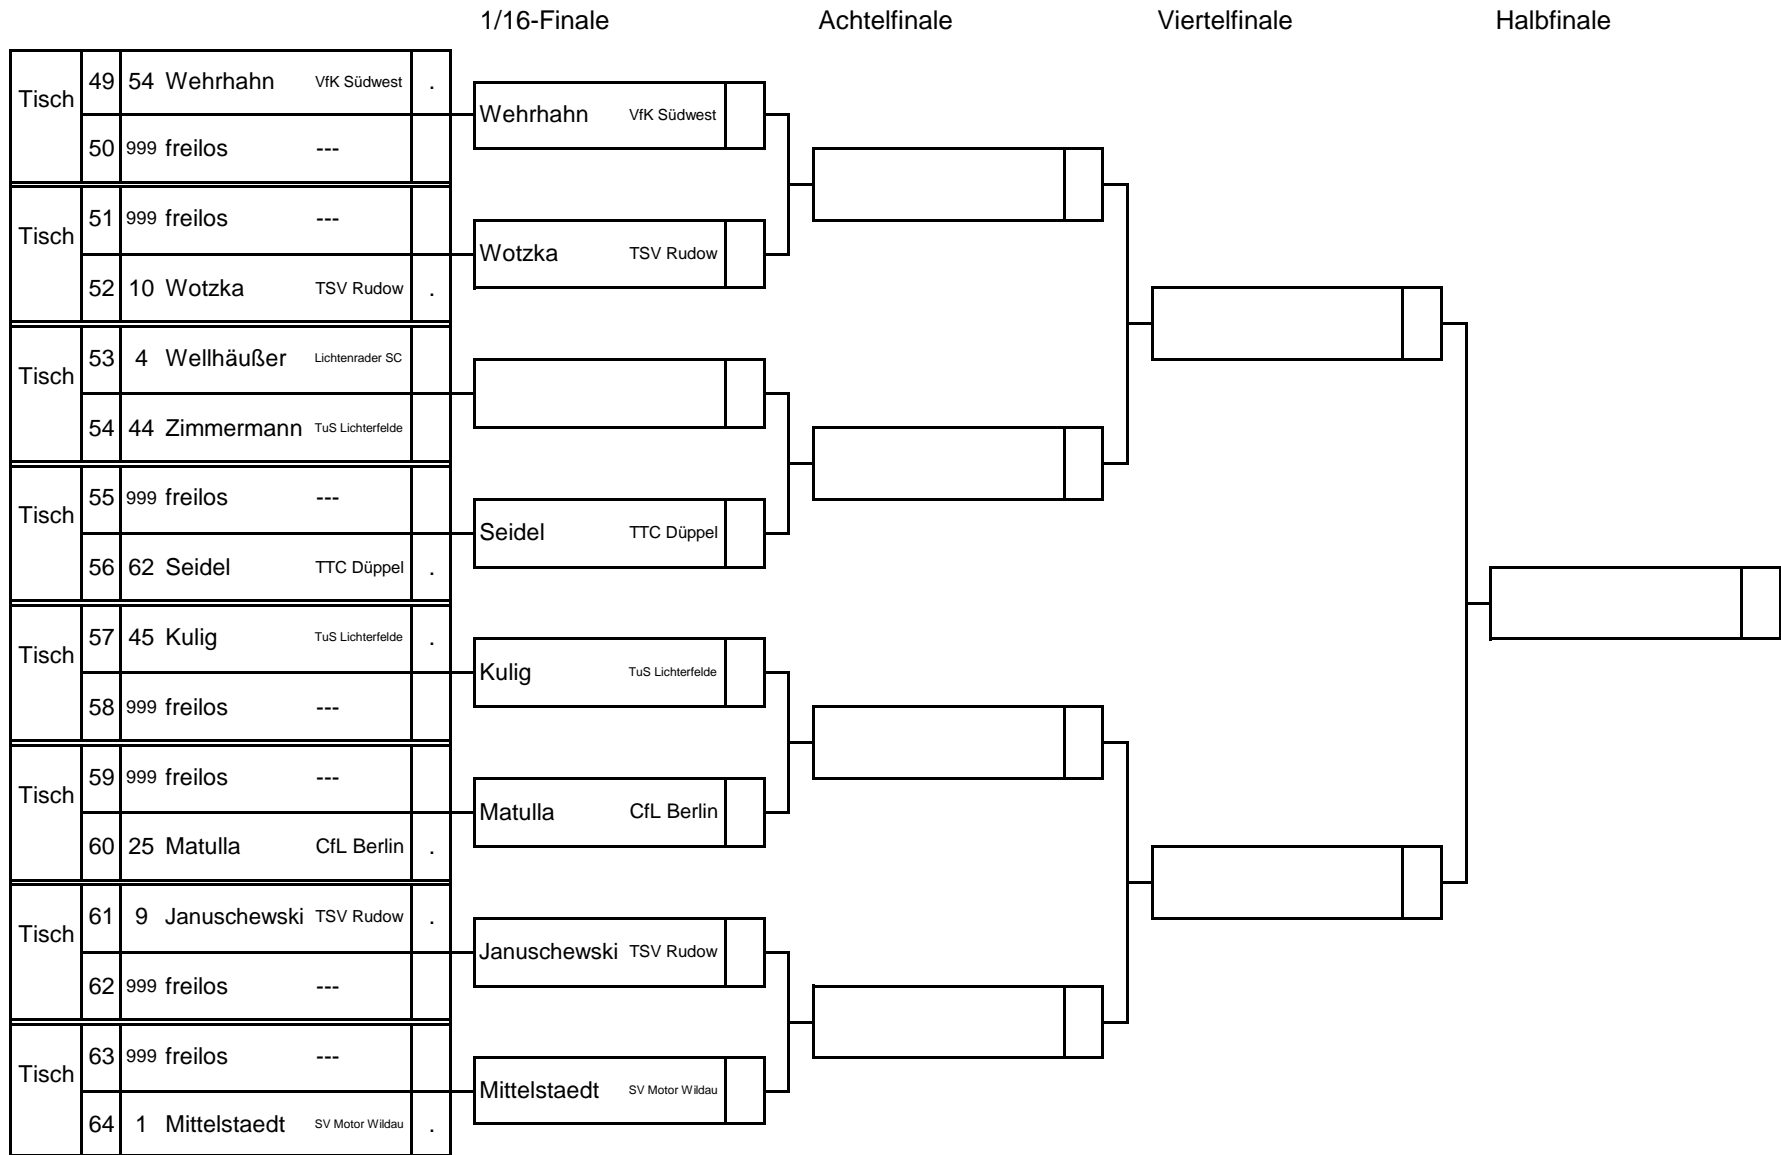 1/16-Finale Achtelfinale Viertelfinale Halbfinale
49 54 Wehrhahn VfK Südwest .
Tisch
Wehrhahn VfK Südwest
50 999 freilos ---
51 999 freilos ---
Tisch
Wotzka TSV Rudow
52 10 Wotzka TSV Rudow .
53 4 Wellhäußer Lichtenrader SC
Tisch
54 44 Zimmermann TuS Lichterfelde
55 999 freilos ---
Tisch
Seidel TTC Düppel
56 62 Seidel TTC Düppel .
57 45 Kulig TuS Lichterfelde .
Tisch
Kulig TuS Lichterfelde
58 999 freilos ---
59 999 freilos ---
Tisch
Matulla CfL Berlin
60 25 Matulla CfL Berlin .
61 9 Januschewski TSV Rudow .
Tisch
Januschewski TSV Rudow
62 999 freilos ---
63 999 freilos ---
Tisch
Mittelstaedt SV Motor Wildau
64 1 Mittelstaedt SV Motor Wildau .